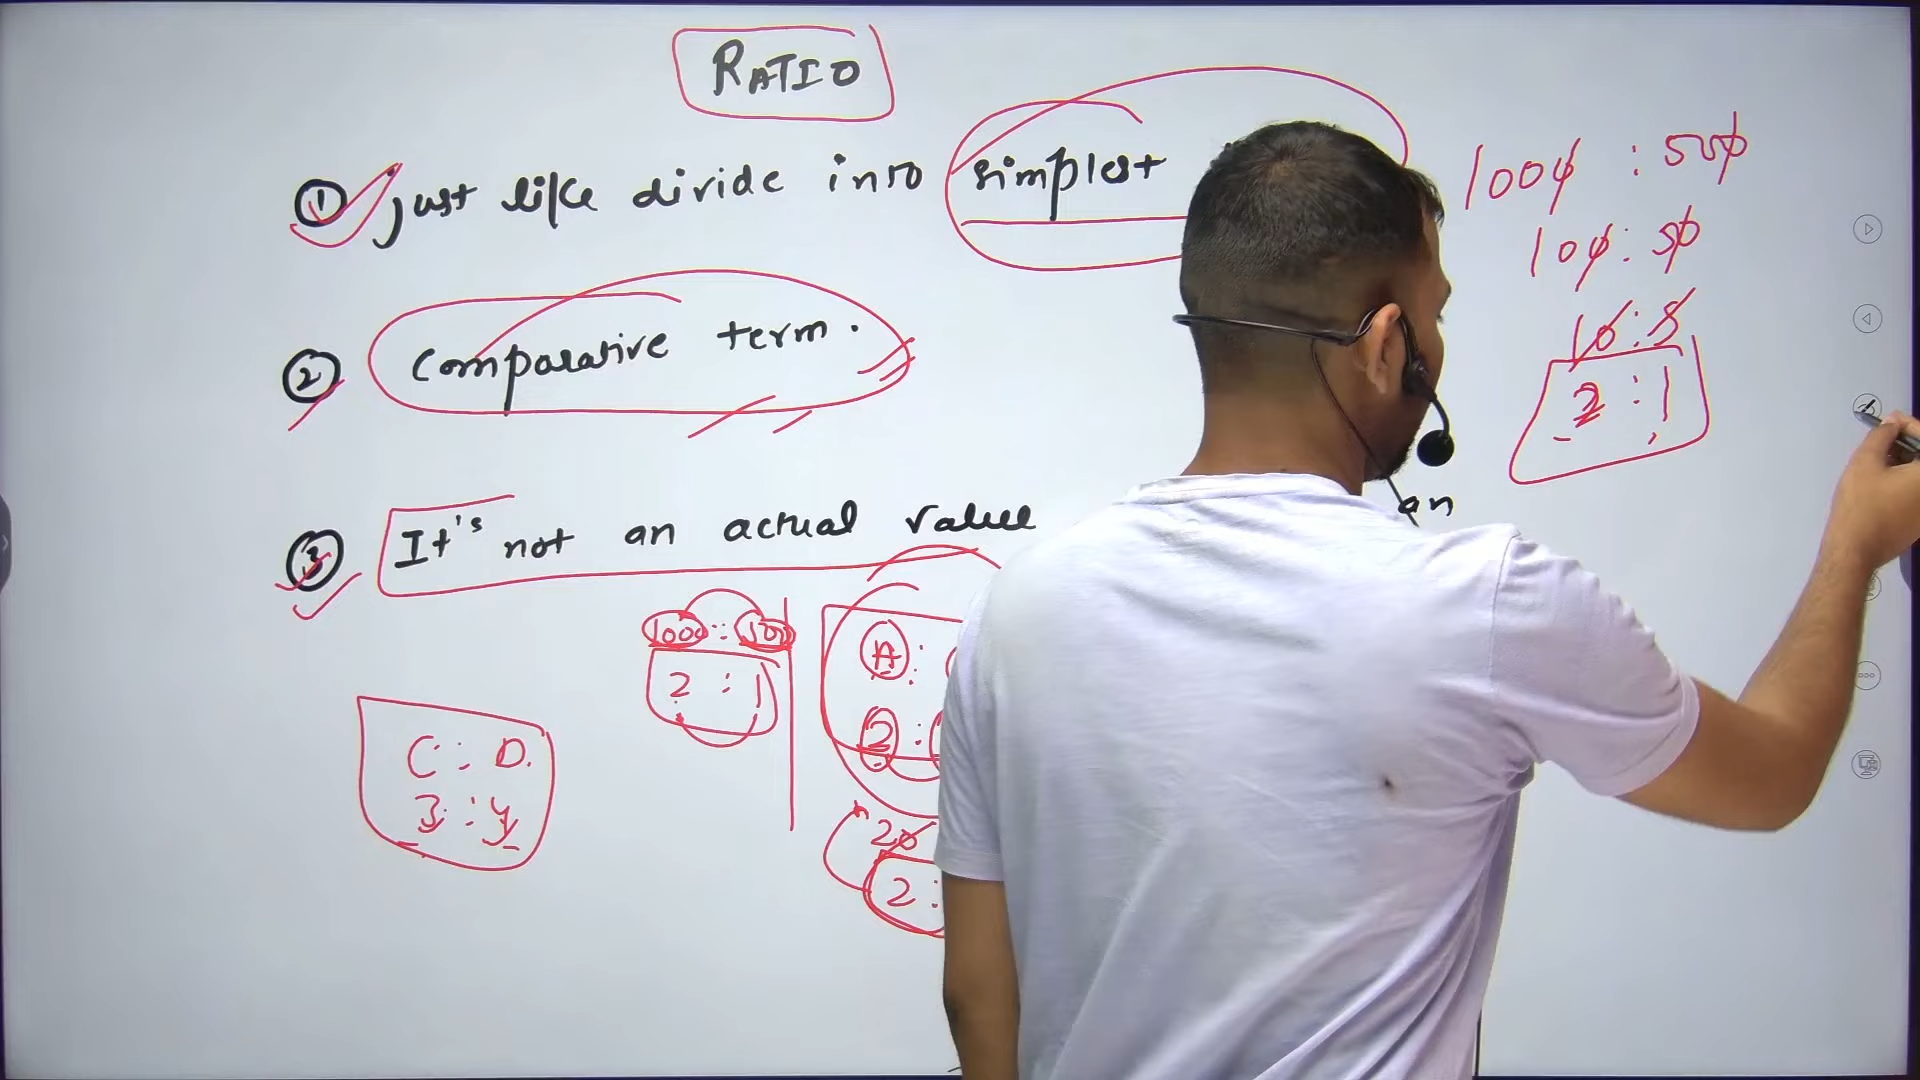 RATIO
① just like divide into simplest
② comparative term.
③ It's not an actual value
an
1000 : 500
100 : 50
10 : 5
2 : 1
1000 : 500
2 : 1
A :
2 :
20
2 :
C : D.
3 : 4